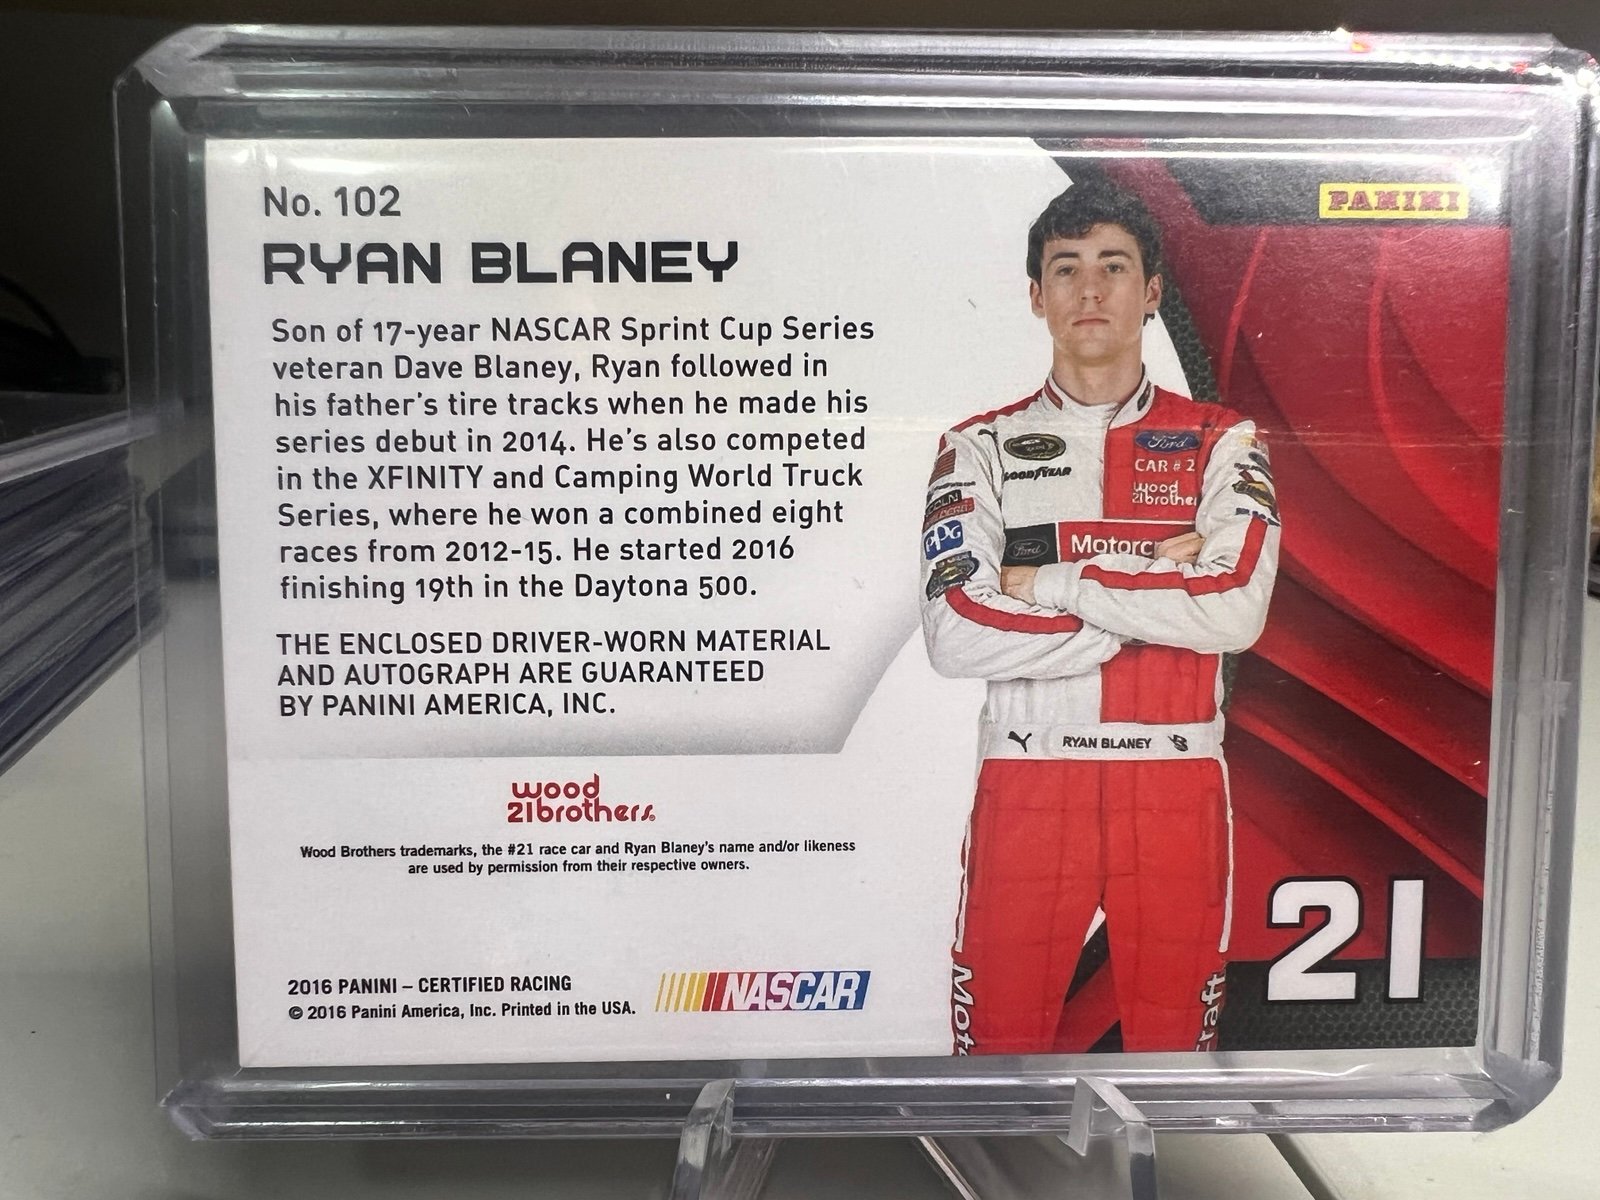 No. 102
PANINI
RYAN BLANEY
Son of 17-year NASCAR Sprint Cup Series
veteran Dave Blaney, Ryan followed in
his father's tire tracks when he made his
series debut in 2014. He's also competed
in the XFINITY and Camping World Truck
Series, where he won a combined eight
races from 2012-15. He started 2016
finishing 19th in the Daytona 500.
THE ENCLOSED DRIVER-WORN MATERIAL
AND AUTOGRAPH ARE GUARANTEED
BY PANINI AMERICA, INC.
Ford
GOODYEAR
CAR # 2
wood
21brother
PPG
Ford
Motorc
RYAN BLANEY
wood
21brothers
Wood Brothers trademarks, the #21 race car and Ryan Blaney's name and/or likeness
are used by permission from their respective owners.
21
2016 PANINI – CERTIFIED RACING
© 2016 Panini America, Inc. Printed in the USA.
NASCAR
Moto